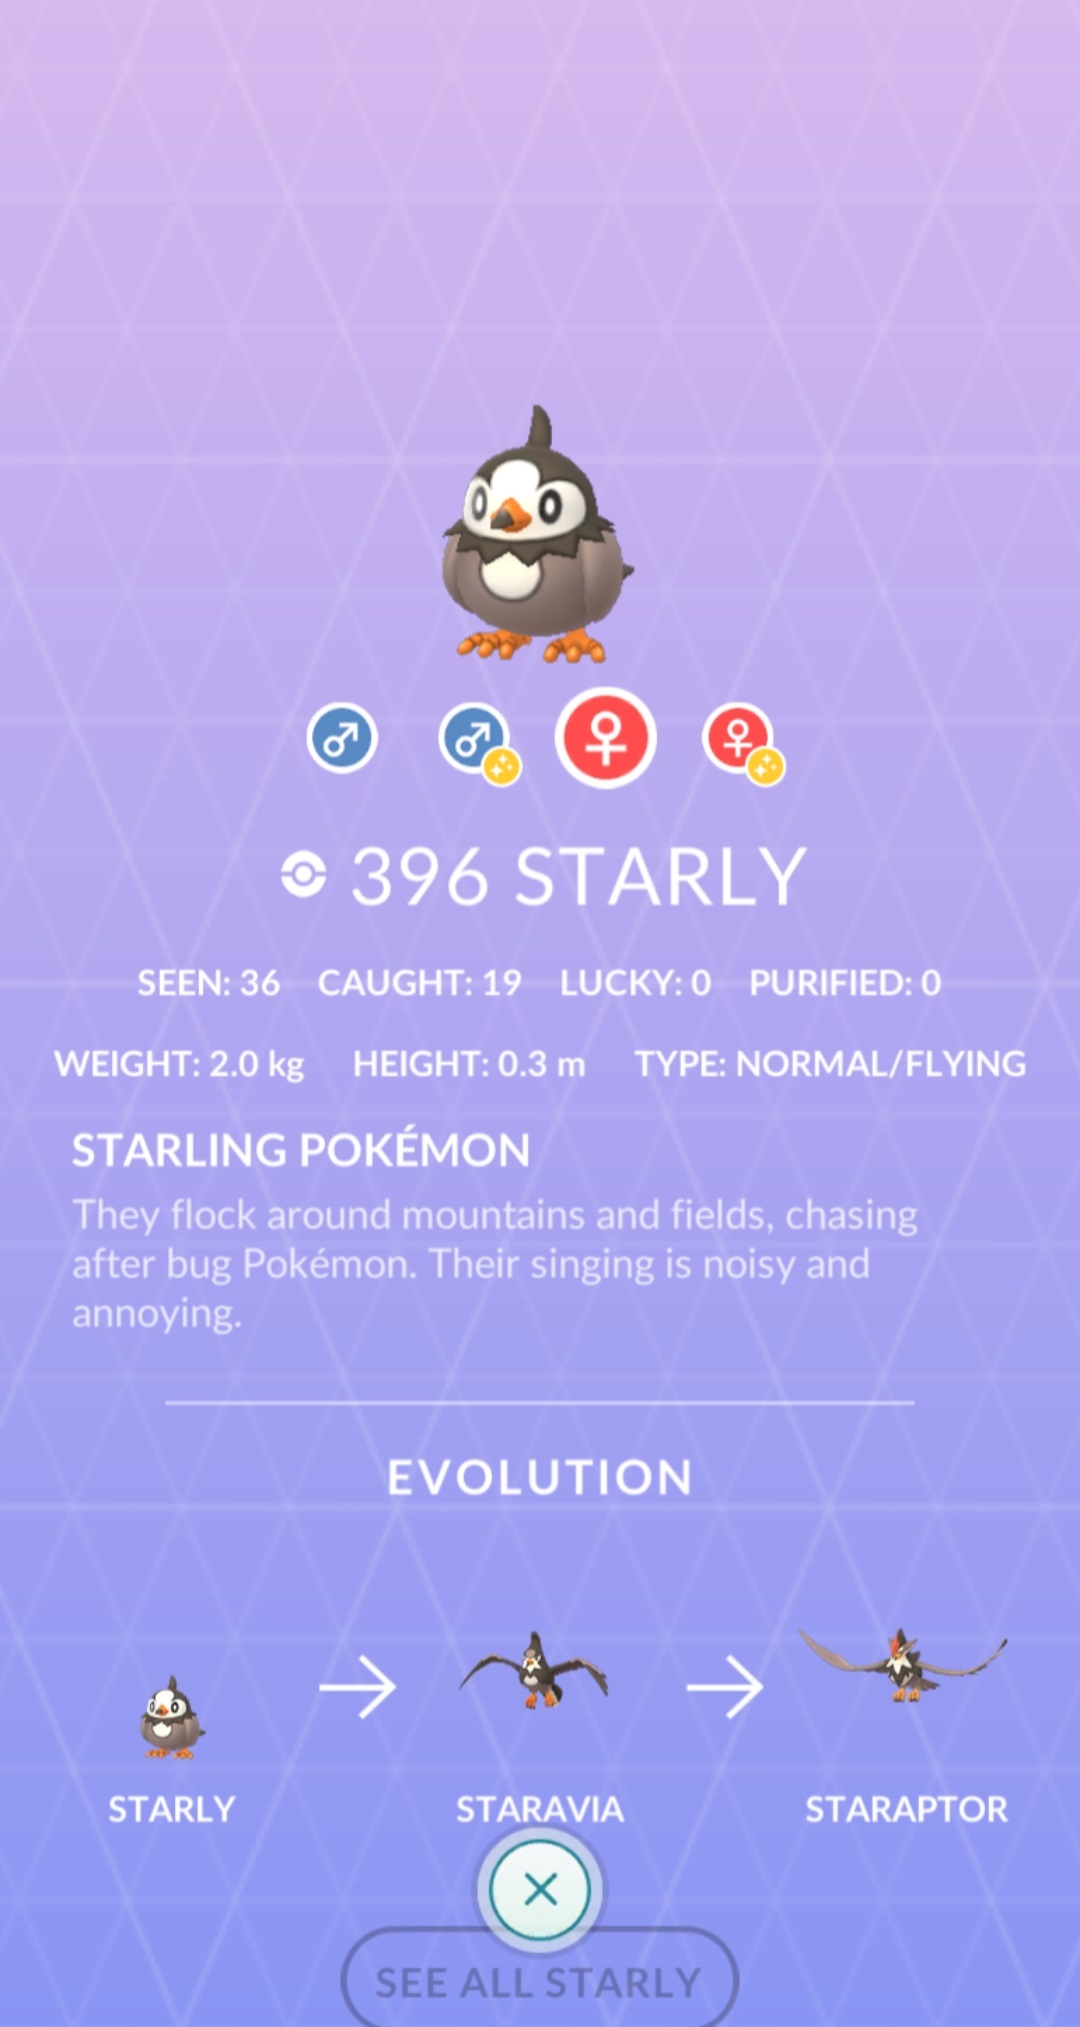 396 STARLY
SEEN: 36 CAUGHT: 19 LUCKY: 0 PURIFIED: 0
WEIGHT: 2.0 kg HEIGHT: 0.3 m TYPE: NORMAL/FLYING
STARLING POKÉMON
They flock around mountains and fields, chasing
after bug Pokémon. Their singing is noisy and
annoying.
EVOLUTION
STARLY STARAVIA STARAPTOR
SEE ALL STARLY